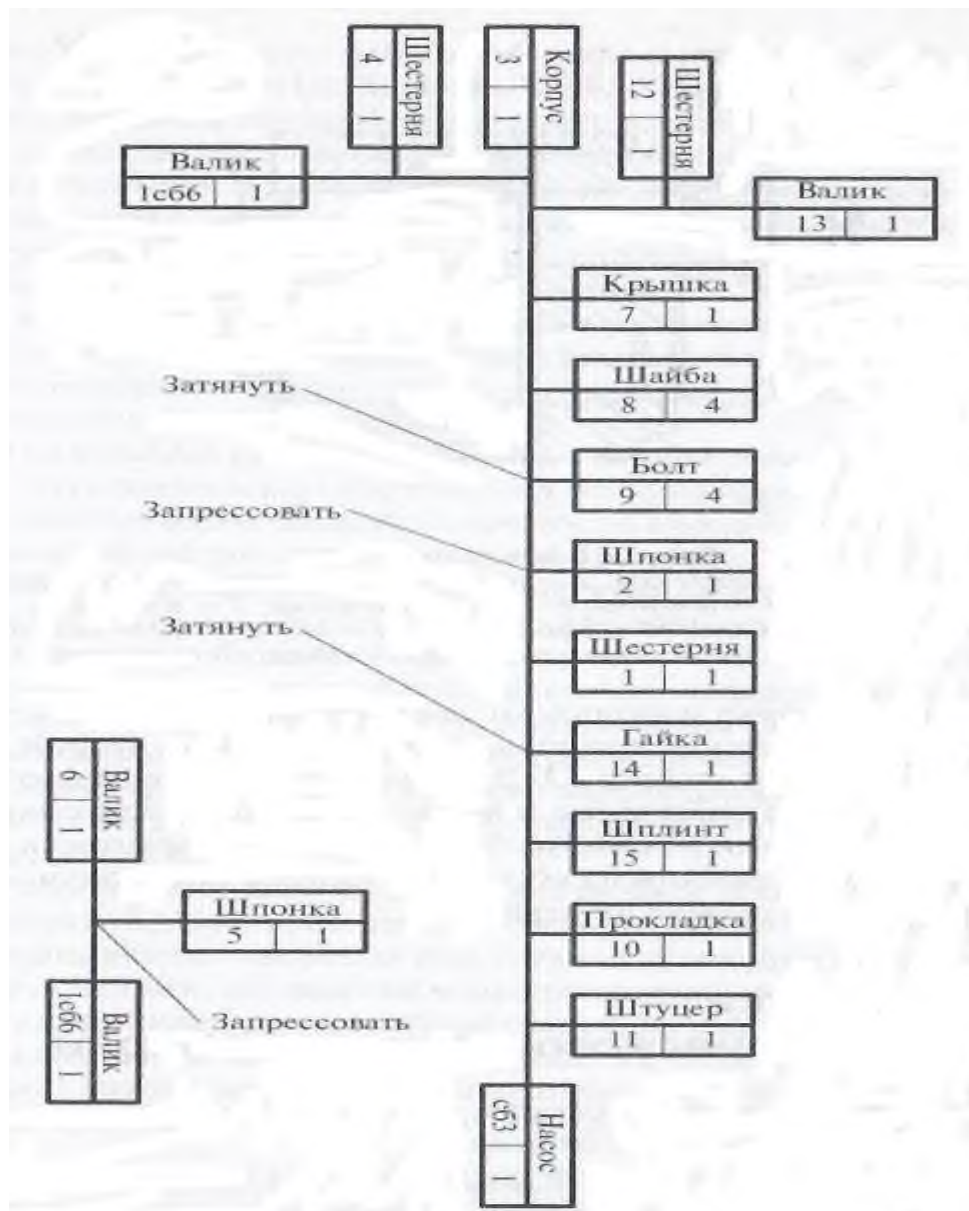 Шестерня
4 1
Корпус
3 1
Шестерня
12 1
Валик
1сб6 1
Валик
13 1
Крышка
7 1
Шайба
8 4
Затянуть
Болт
9 4
Запрессовать
Шпонка
2 1
Затянуть
Шестерня
1 1
Гайка
14 1
Шплинт
15 1
Прокладка
10 1
Штуцер
11 1
Насос
сб3 1
Валик
6 1
Шпонка
5 1
Запрессовать
Валик
1сб6 1